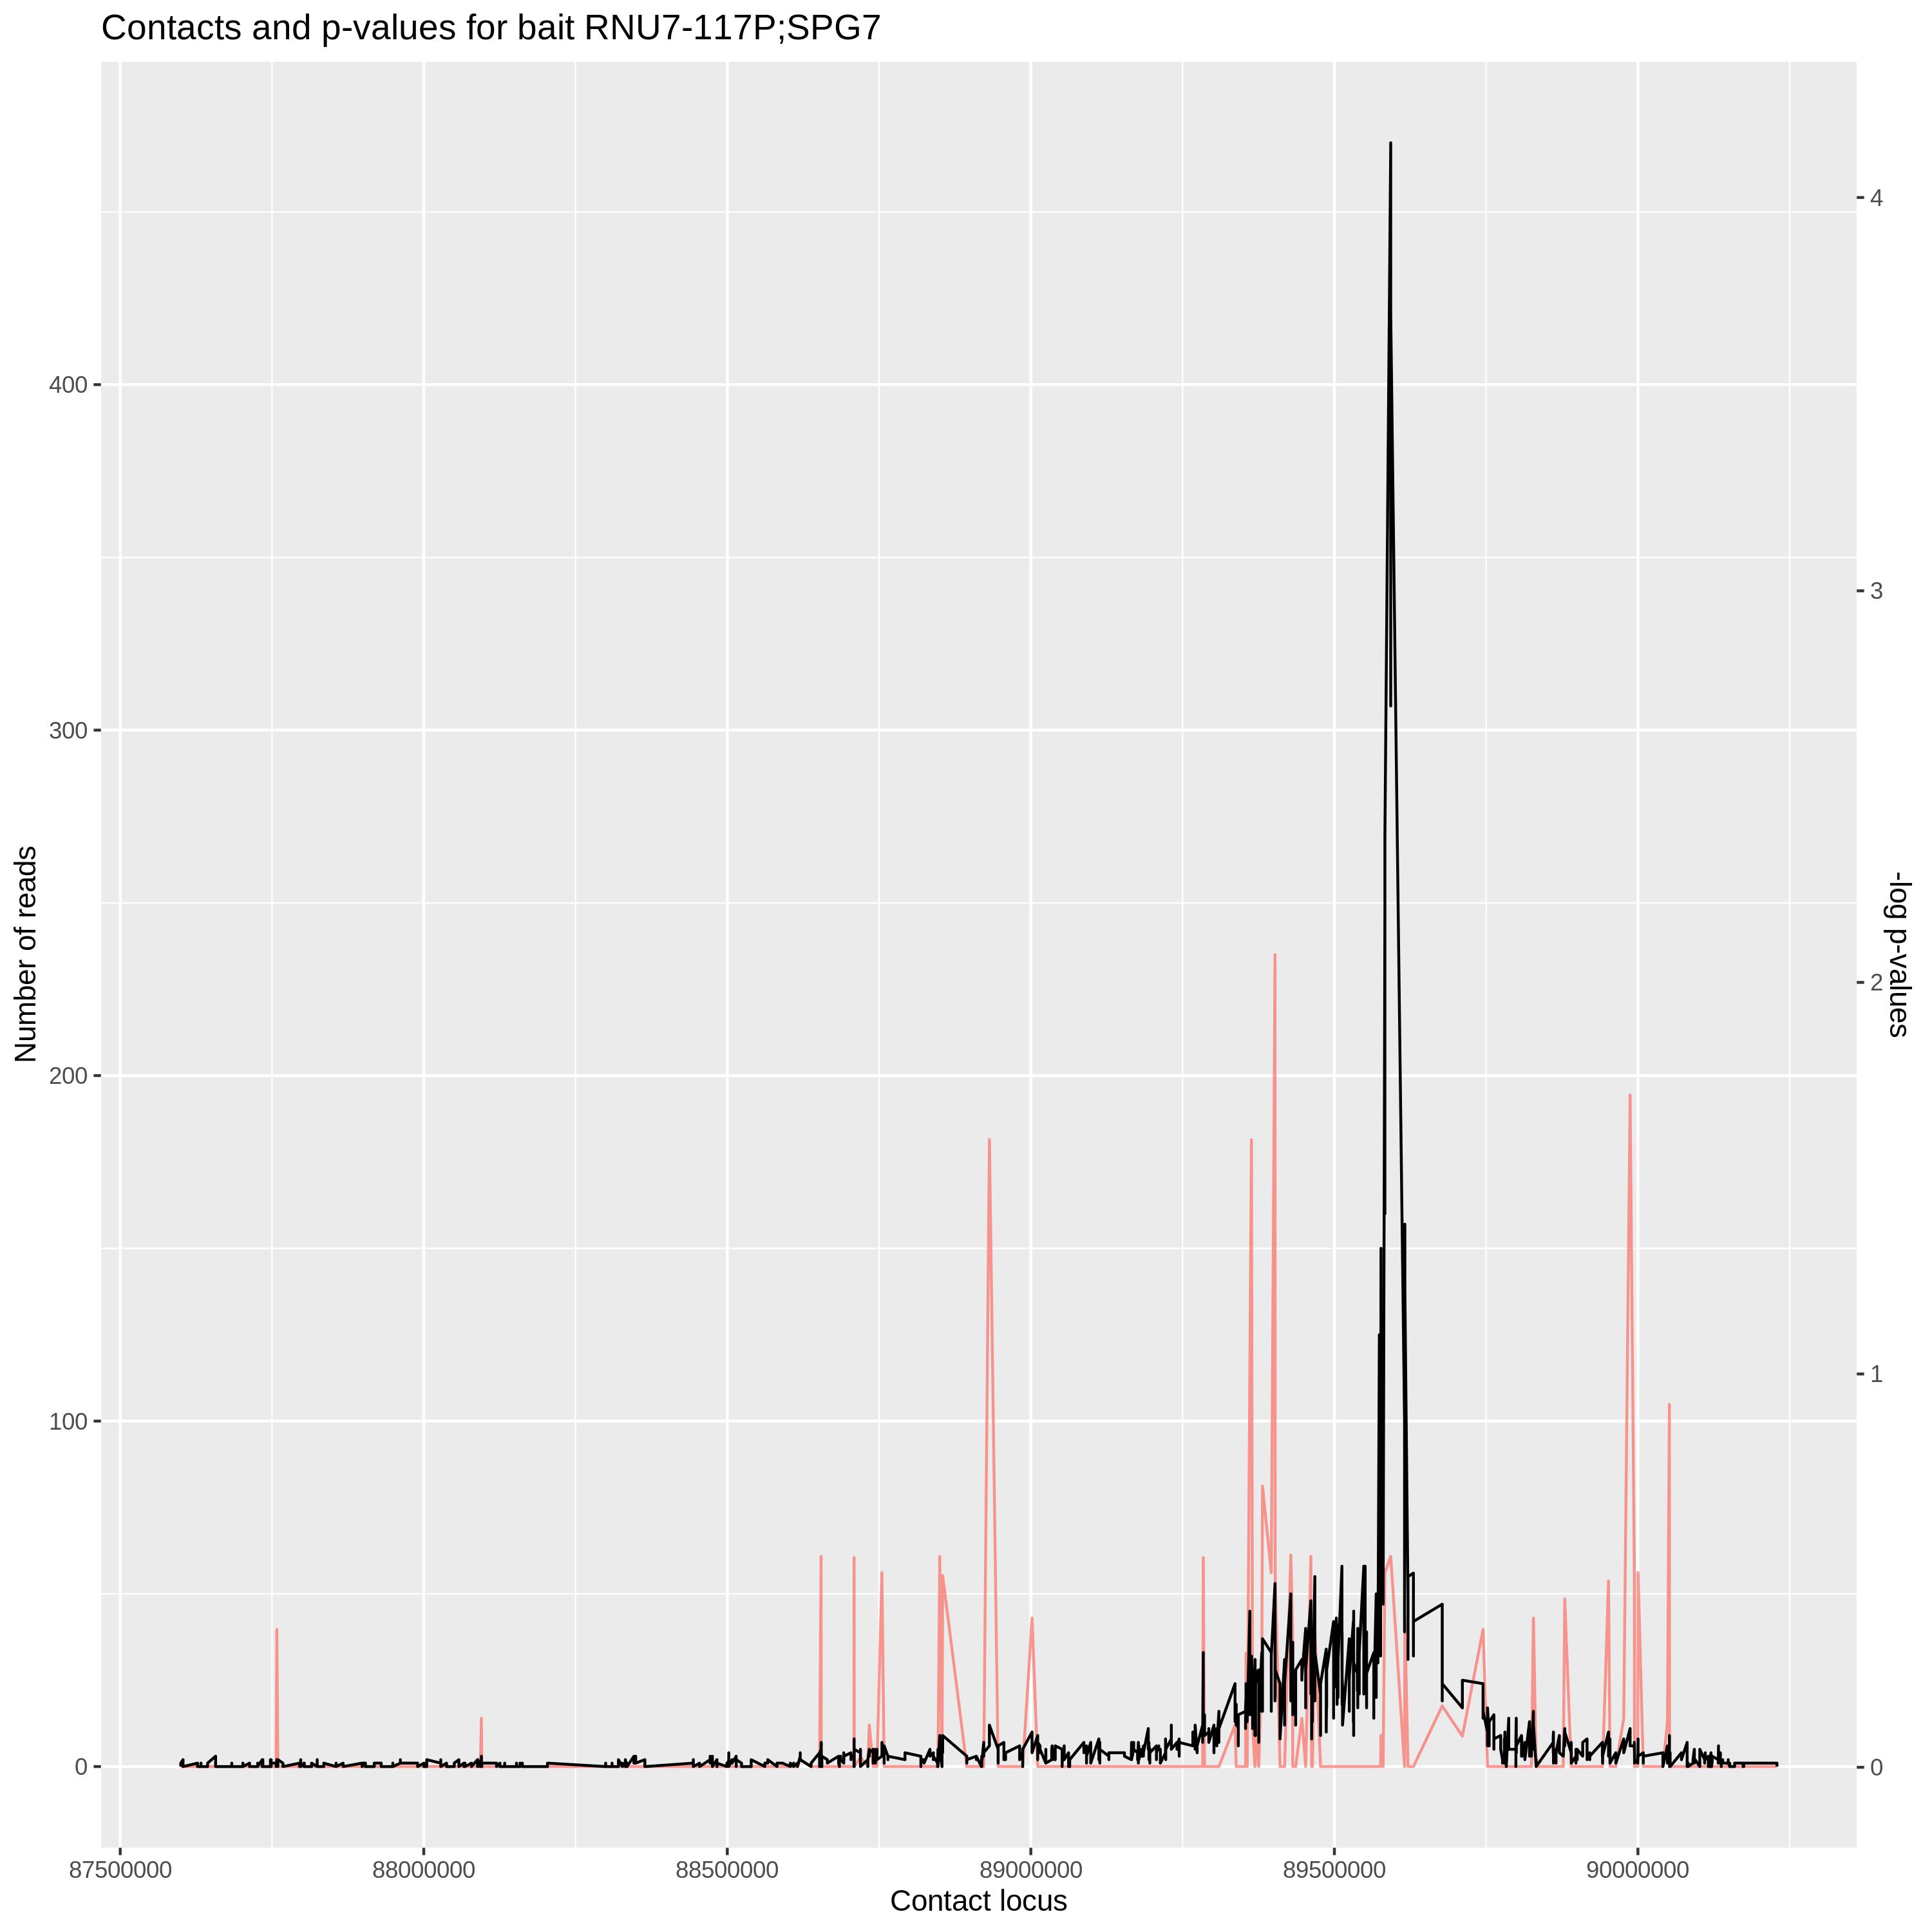 Contacts and p-values for bait RNU7-117P;SPG7
Number of reads
400
300
200
100
0
4
3
2
1
0
-log p-values
87500000 88000000 88500000 89000000 89500000 90000000
Contact locus